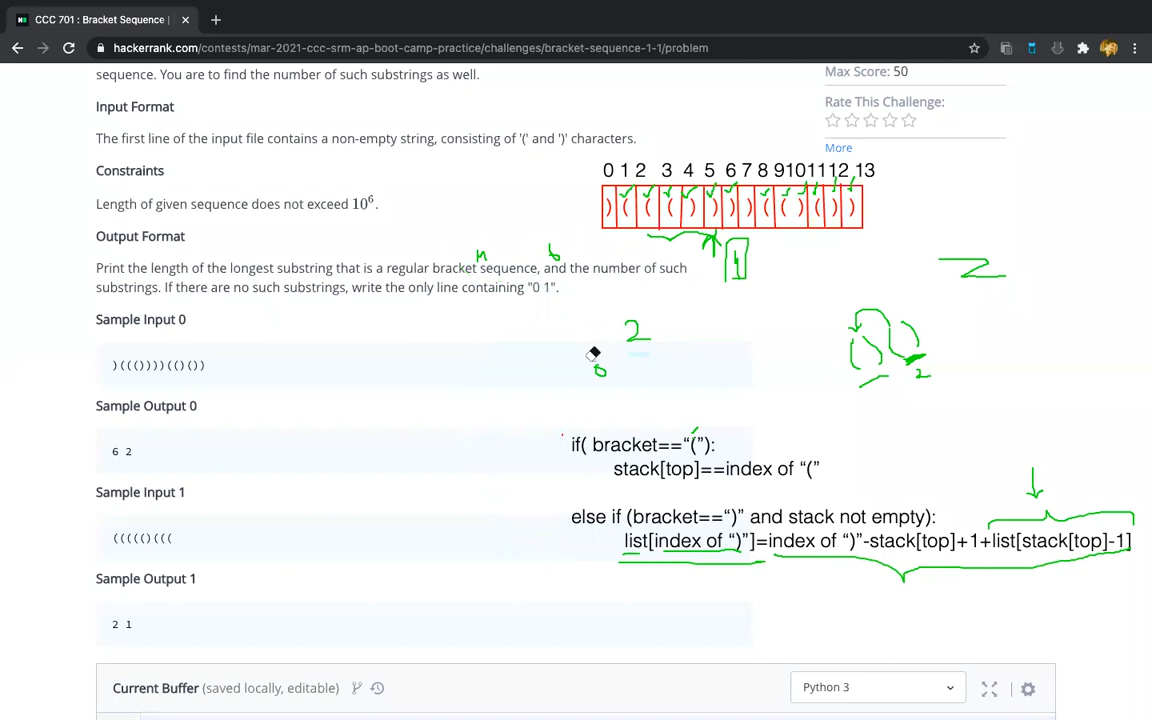 CCC 701 : Bracket Sequence |
hackerrank.com/contests/mar-2021-ccc-srm-ap-boot-camp-practice/challenges/bracket-sequence-1-1/problem
sequence. You are to find the number of such substrings as well.
Max Score: 50
Rate This Challenge:
More
Input Format
The first line of the input file contains a non-empty string, consisting of '(' and ')' characters.
Constraints
Length of given sequence does not exceed 10^6.
Output Format
Print the length of the longest substring that is a regular bracket sequence, and the number of such
substrings. If there are no such substrings, write the only line containing "0 1".
0 1 2 3 4 5 6 7 8 9 10 11 12 13
) ( ( ( ) ) ) ) ( ( ) ( ) )
4
2
2
Sample Input 0
)((())))(()())
Sample Output 0
6 2
Sample Input 1
((((()(((
Sample Output 1
2 1
if( bracket==“(”):
stack[top]==index of “(”
else if (bracket==“)” and stack not empty):
list[index of “)”]=index of “)”-stack[top]+1+list[stack[top]-1]
Current Buffer (saved locally, editable)
Python 3